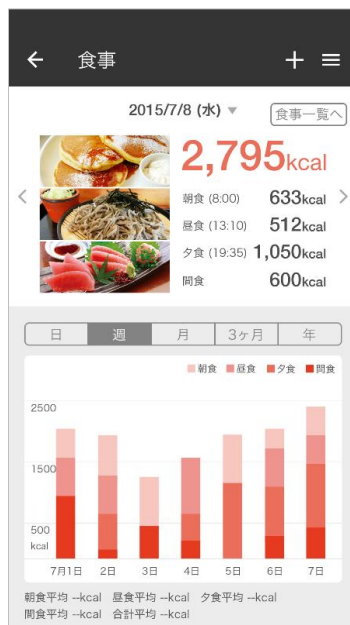 食事
2015/7/8 (水) ▼
食事一覧へ
2,795kcal
朝食 (8:00) 633kcal
昼食 (13:10) 512kcal
夕食 (19:35) 1,050kcal
間食 600kcal
日 週 月 3ヶ月 年
朝食 昼食 夕食 間食
2500
1500
500
kcal
7月1日 2日 3日 4日 5日 6日 7日
朝食平均 --kcal 昼食平均 --kcal 夕食平均 --kcal
間食平均 --kcal 合計平均 --kcal